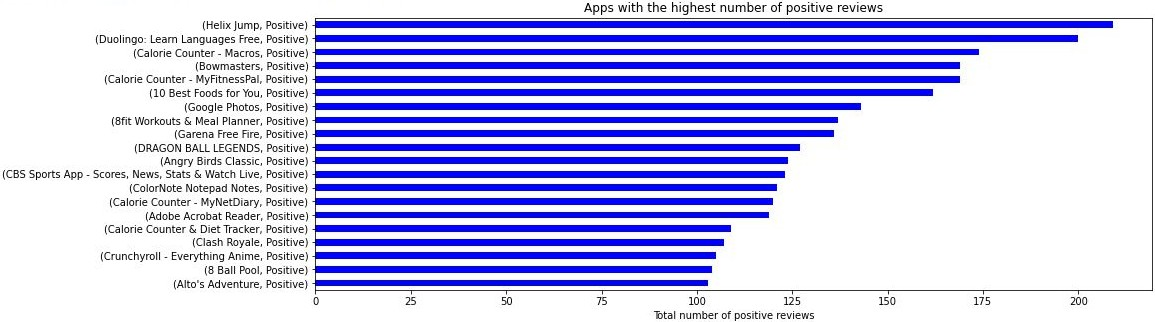 Apps with the highest number of positive reviews
(Helix Jump, Positive)
(Duolingo: Learn Languages Free, Positive)
(Calorie Counter - Macros, Positive)
(Bowmasters, Positive)
(Calorie Counter - MyFitnessPal, Positive)
(10 Best Foods for You, Positive)
(Google Photos, Positive)
(8fit Workouts & Meal Planner, Positive)
(Garena Free Fire, Positive)
(DRAGON BALL LEGENDS, Positive)
(Angry Birds Classic, Positive)
(CBS Sports App - Scores, News, Stats & Watch Live, Positive)
(ColorNote Notepad Notes, Positive)
(Calorie Counter - MyNetDiary, Positive)
(Adobe Acrobat Reader, Positive)
(Calorie Counter & Diet Tracker, Positive)
(Clash Royale, Positive)
(Crunchyroll - Everything Anime, Positive)
(8 Ball Pool, Positive)
(Alto's Adventure, Positive)
0 25 50 75 100 125 150 175 200
Total number of positive reviews